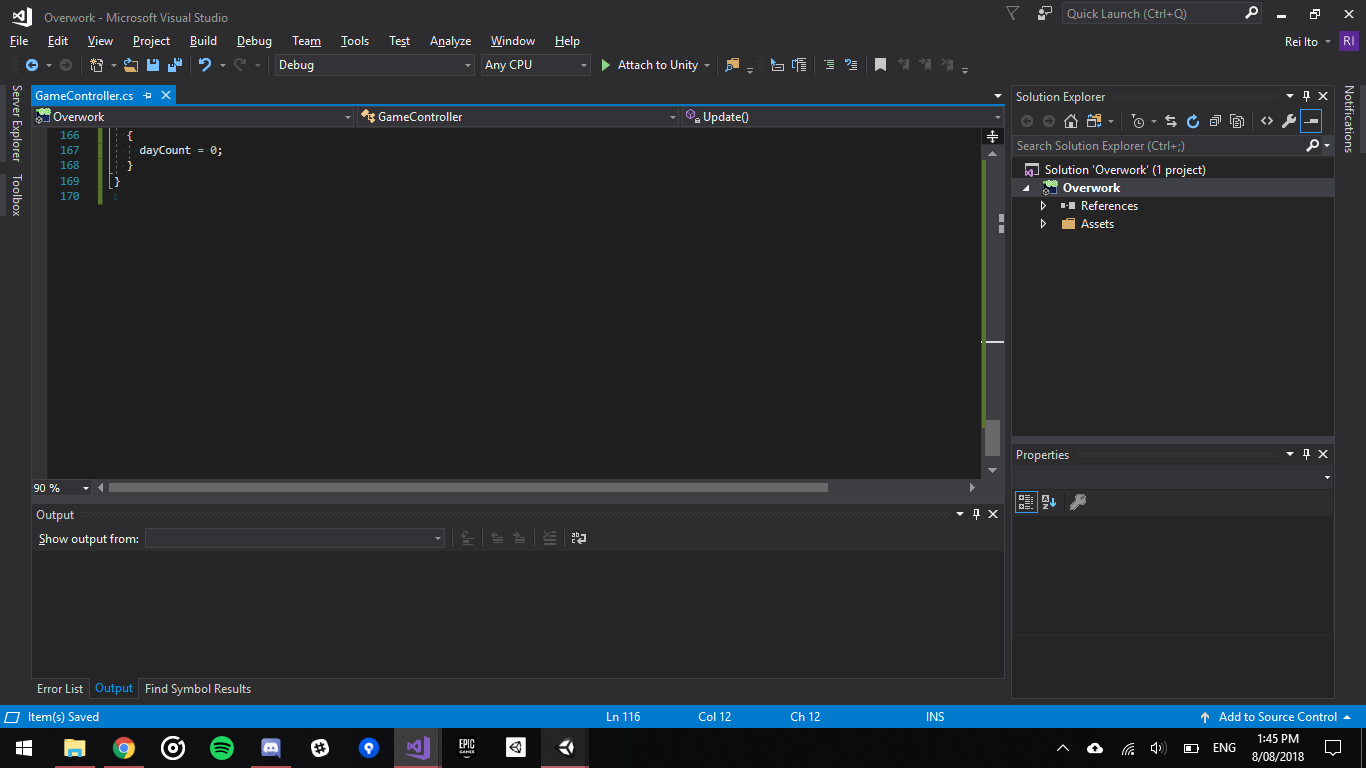 Overwork - Microsoft Visual Studio
Quick Launch (Ctrl+Q)
File Edit View Project Build Debug Team Tools Test Analyze Window Help
Rei Ito
RI
Debug
Any CPU
Attach to Unity
Server Explorer
Toolbox
GameController.cs
Overwork
GameController
Update()
166 {
167 dayCount = 0;
168 }
169 }
170
90 %
Output
Show output from:
Error List
Output
Find Symbol Results
Solution Explorer
Search Solution Explorer (Ctrl+;)
Solution 'Overwork' (1 project)
Overwork
References
Assets
Properties
Notifications
Item(s) Saved
Ln 116
Col 12
Ch 12
INS
Add to Source Control
EPIC
GAMES
ENG
1:45 PM
8/08/2018